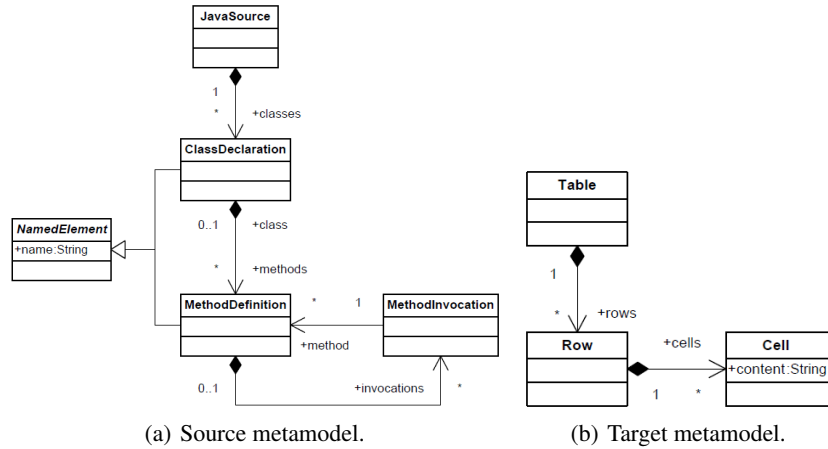 JavaSource
1
* +classes
ClassDeclaration
0..1 +class
NamedElement
+name:String
* +methods
MethodDefinition
* 1
MethodInvocation
+method
0..1 +invocations *
(a) Source metamodel.
Table
1
* +rows
Row
+cells
1 *
Cell
+content:String
(b) Target metamodel.